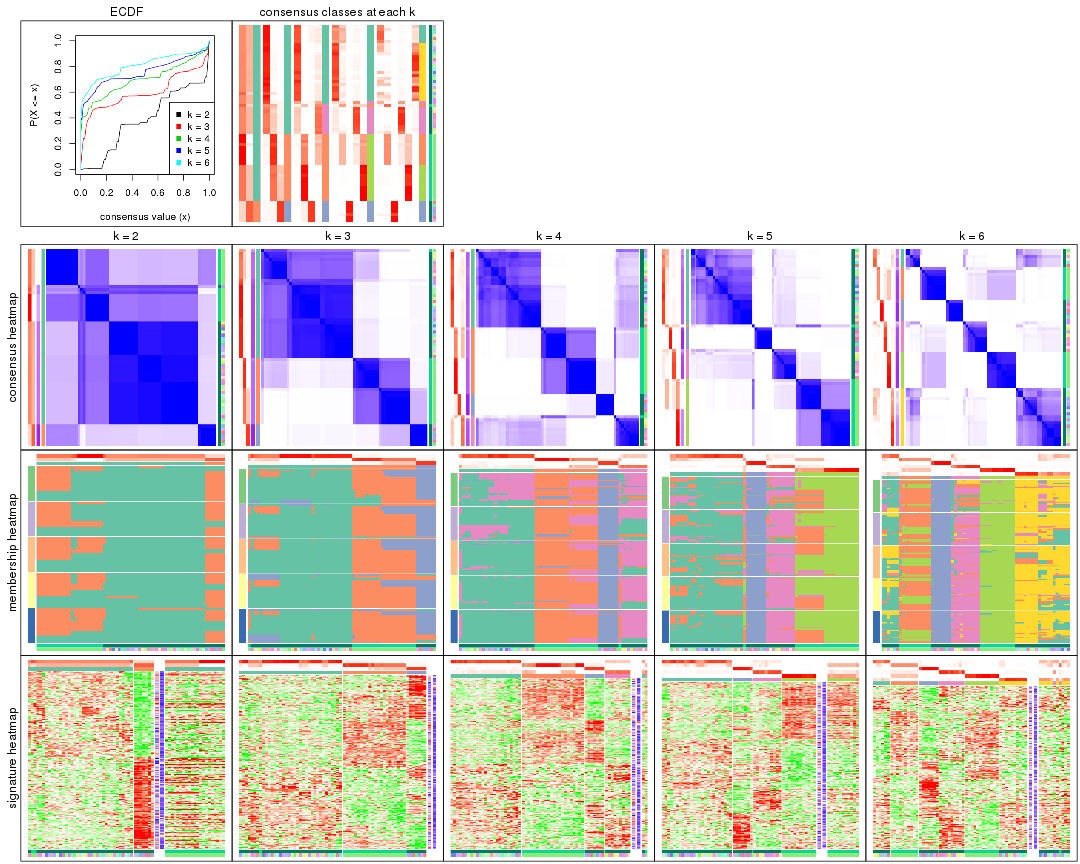 ECDF
consensus classes at each k
P(X <= x)
0.0
0.2
0.4
0.6
0.8
1.0
k = 2
k = 3
k = 4
k = 5
k = 6
0.0 0.2 0.4 0.6 0.8 1.0
consensus value (x)
k = 2
k = 3
k = 4
k = 5
k = 6
consensus heatmap
membership heatmap
signature heatmap